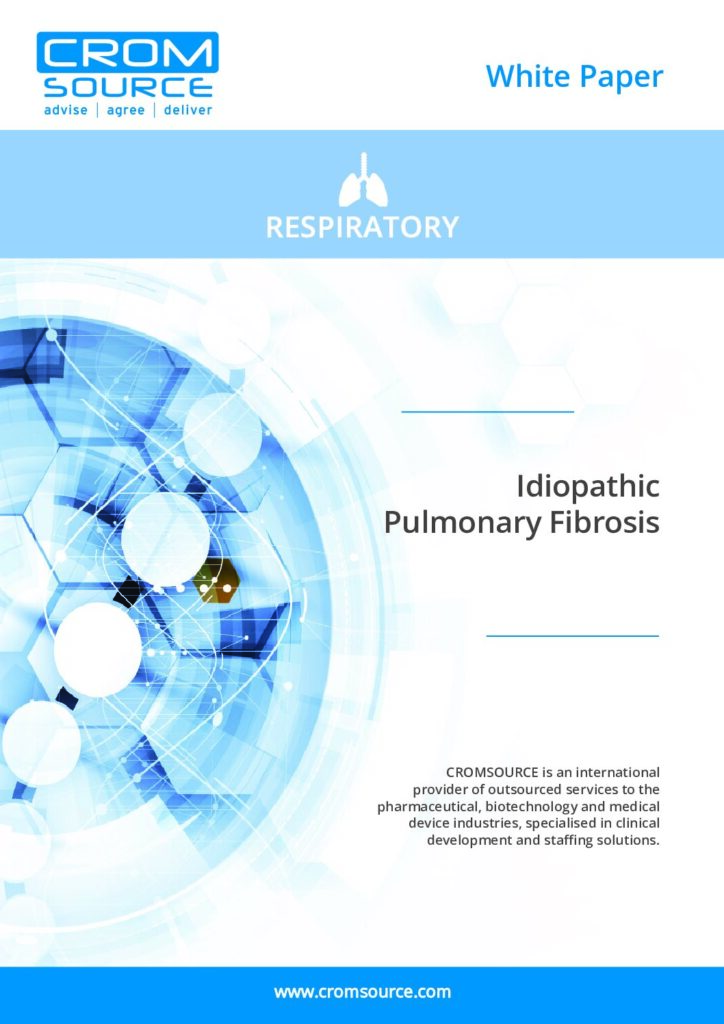 CROM
SOURCE
advise | agree | deliver
White Paper
RESPIRATORY
Idiopathic
Pulmonary Fibrosis
CROMSOURCE is an international
provider of outsourced services to the
pharmaceutical, biotechnology and medical
device industries, specialised in clinical
development and staffing solutions.
www.cromsource.com